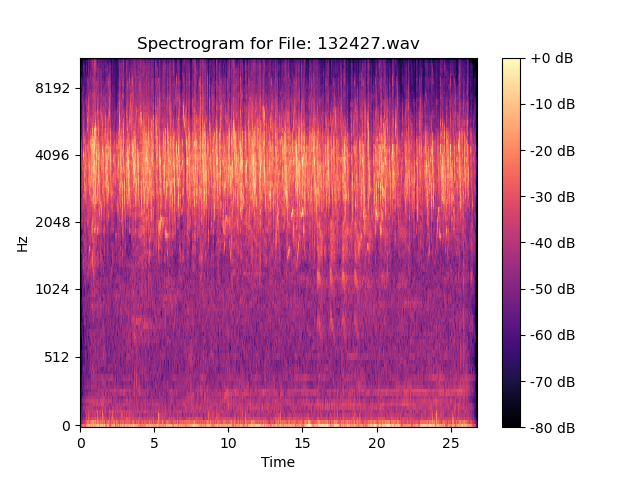 Spectrogram for File: 132427.wav
8192
4096
2048
1024
512
0
Hz
0 5 10 15 20 25
Time
+0 dB
-10 dB
-20 dB
-30 dB
-40 dB
-50 dB
-60 dB
-70 dB
-80 dB